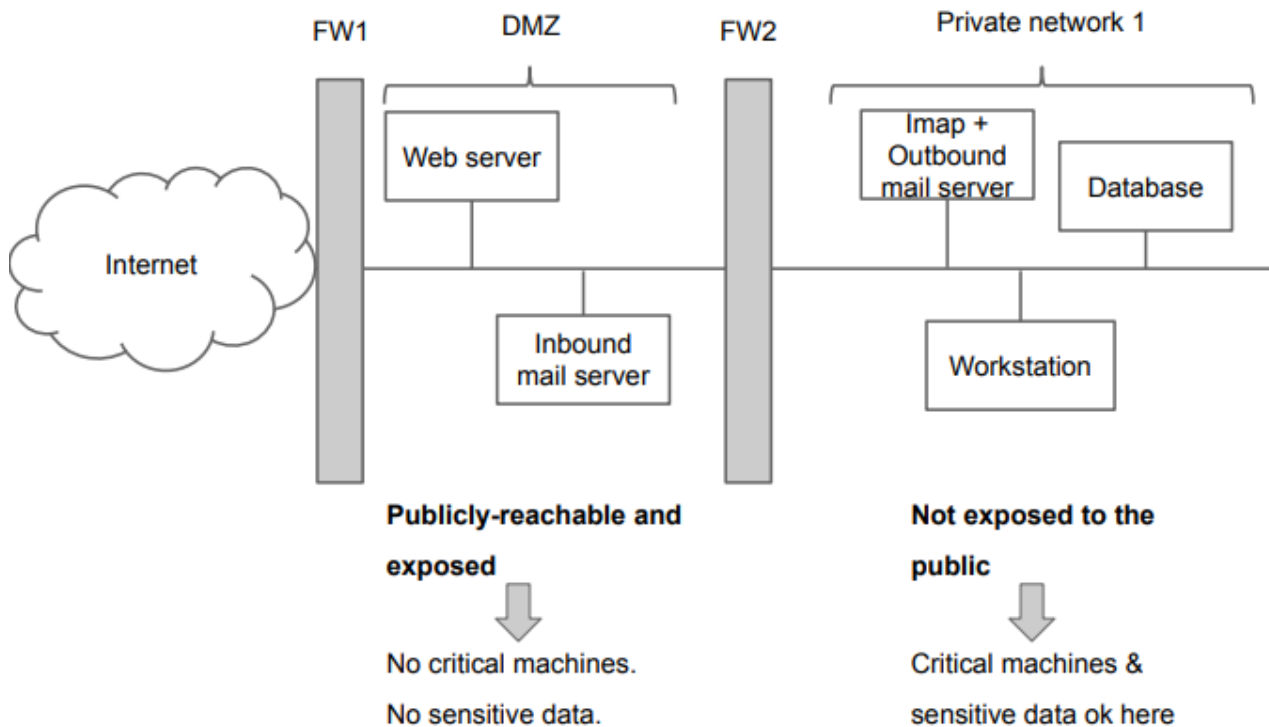 FW1
DMZ
FW2
Private network 1
Web server
Imap +
Outbound
mail server
Database
Internet
Inbound
mail server
Workstation
Publicly-reachable and
exposed
Not exposed to the
public
No critical machines.
No sensitive data.
Critical machines &
sensitive data ok here